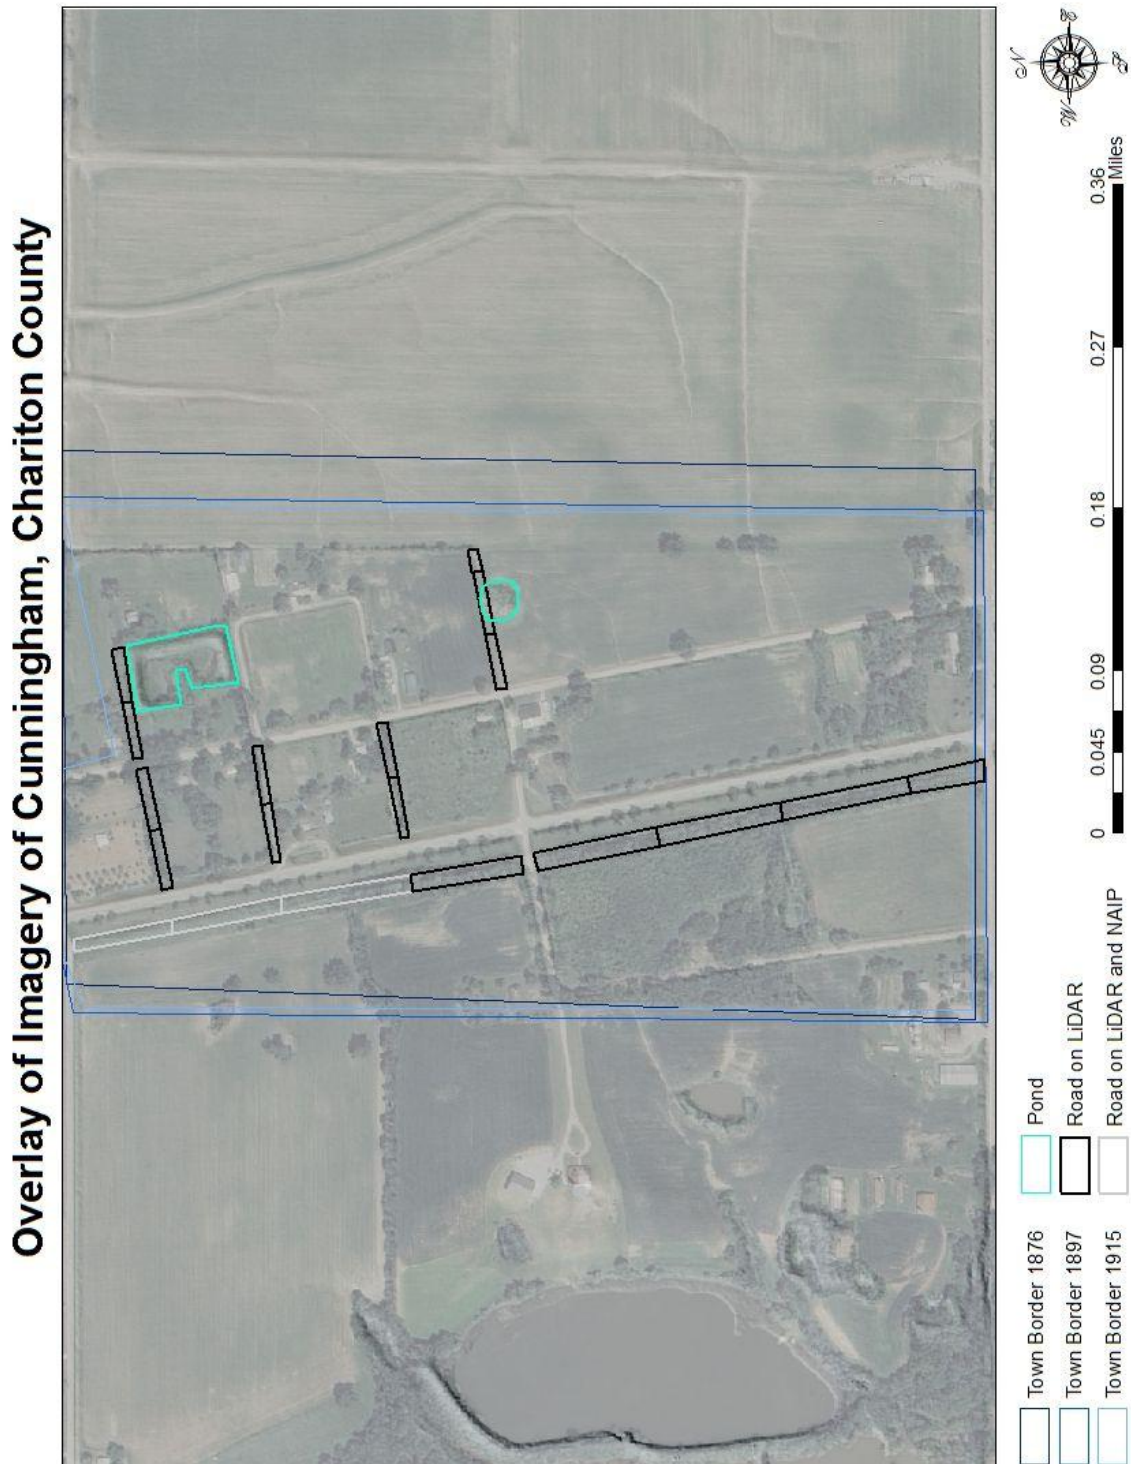 Overlay of Imagery of Cunningham, Chariton County
Town Border 1876
Town Border 1897
Town Border 1915
Pond
Road on LiDAR
Road on LiDAR and NAIP
0 0.045 0.09 0.18 0.27 0.36
Miles
N
W E
S